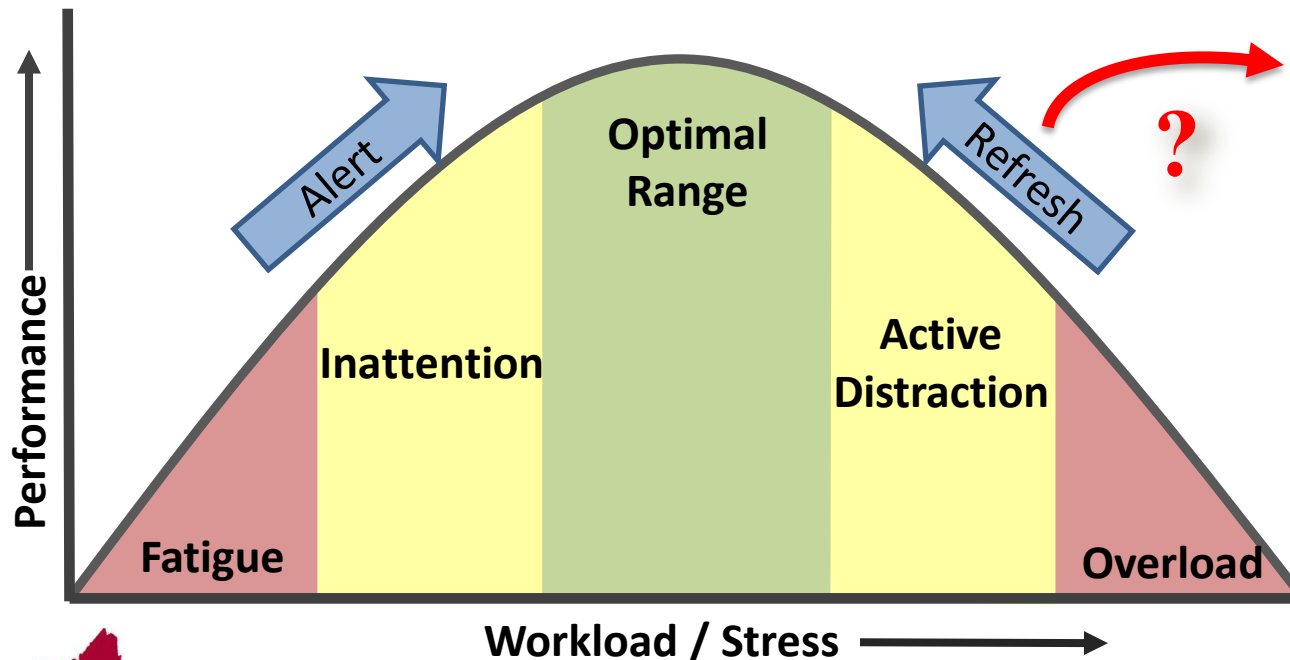 Performance
Alert
Refresh
?
Optimal
Range
Inattention
Active
Distraction
Fatigue
Overload
Workload / Stress